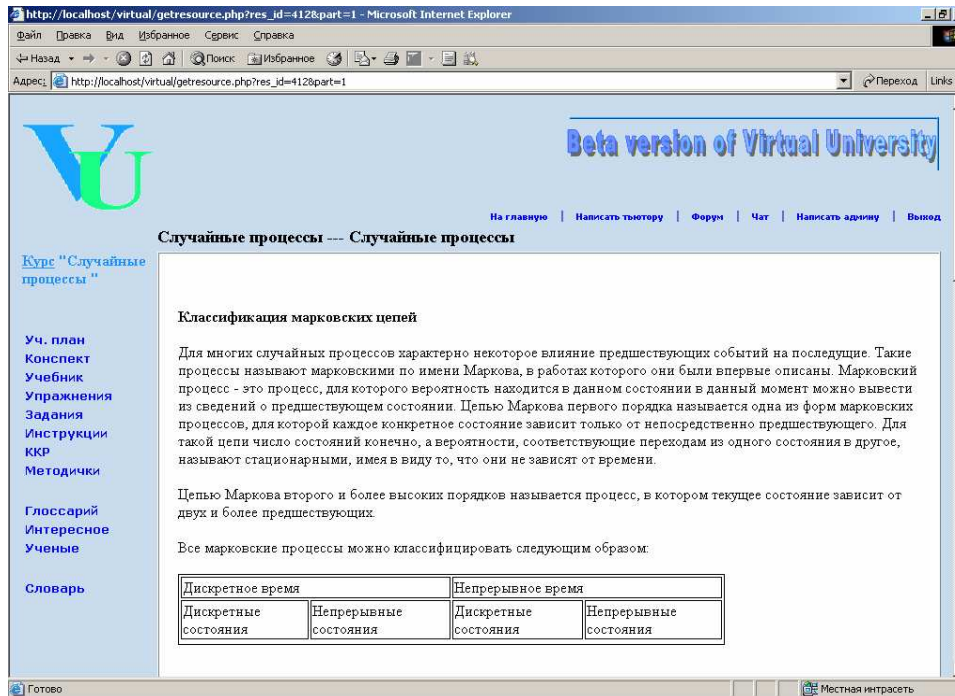 http://localhost/virtual/getresource.php?res_id=412&part=1 - Microsoft Internet Explorer
Файл Правка Вид Избранное Сервис Справка
Назад Поиск Избранное
Адрес: http://localhost/virtual/getresource.php?res_id=412&part=1 Переход Links
VU
Beta version of Virtual University
На главную | Написать тьютору | Форум | Чат | Написать админу | Выход
Случайные процессы --- Случайные процессы
Курс "Случайные
процессы "
Уч. план
Конспект
Учебник
Упражнения
Задания
Инструкции
ККР
Методички
Глоссарий
Интересное
Ученые
Словарь
Классификация марковских цепей
Для многих случайных процессов характерно некоторое влияние предшествующих событий на последущие. Такие
процессы называют марковскими по имени Маркова, в работах которого они были впервые описаны. Марковский
процесс - это процесс, для которого вероятность находится в данном состоянии в данный момент можно вывести
из сведений о предшествующем состоянии. Цепью Маркова первого порядка называется одна из форм марковских
процессов, для которой каждое конкретное состояние зависит только от непосредственно предшествующего. Для
такой цепи число состояний конечно, а вероятности, соответствующие переходам из одного состояния в другое,
называют стационарными, имея в виду то, что они не зависят от времени.
Цепью Маркова второго и более высоких порядков называется процесс, в котором текущее состояние зависит от
двух и более предшествующих.
Все марковские процессы можно классифицировать следующим образом:
Дискретное время Непрерывное время
Дискретные Непрерывные Дискретные Непрерывные
состояния состояния состояния состояния
Готово Местная интрасеть